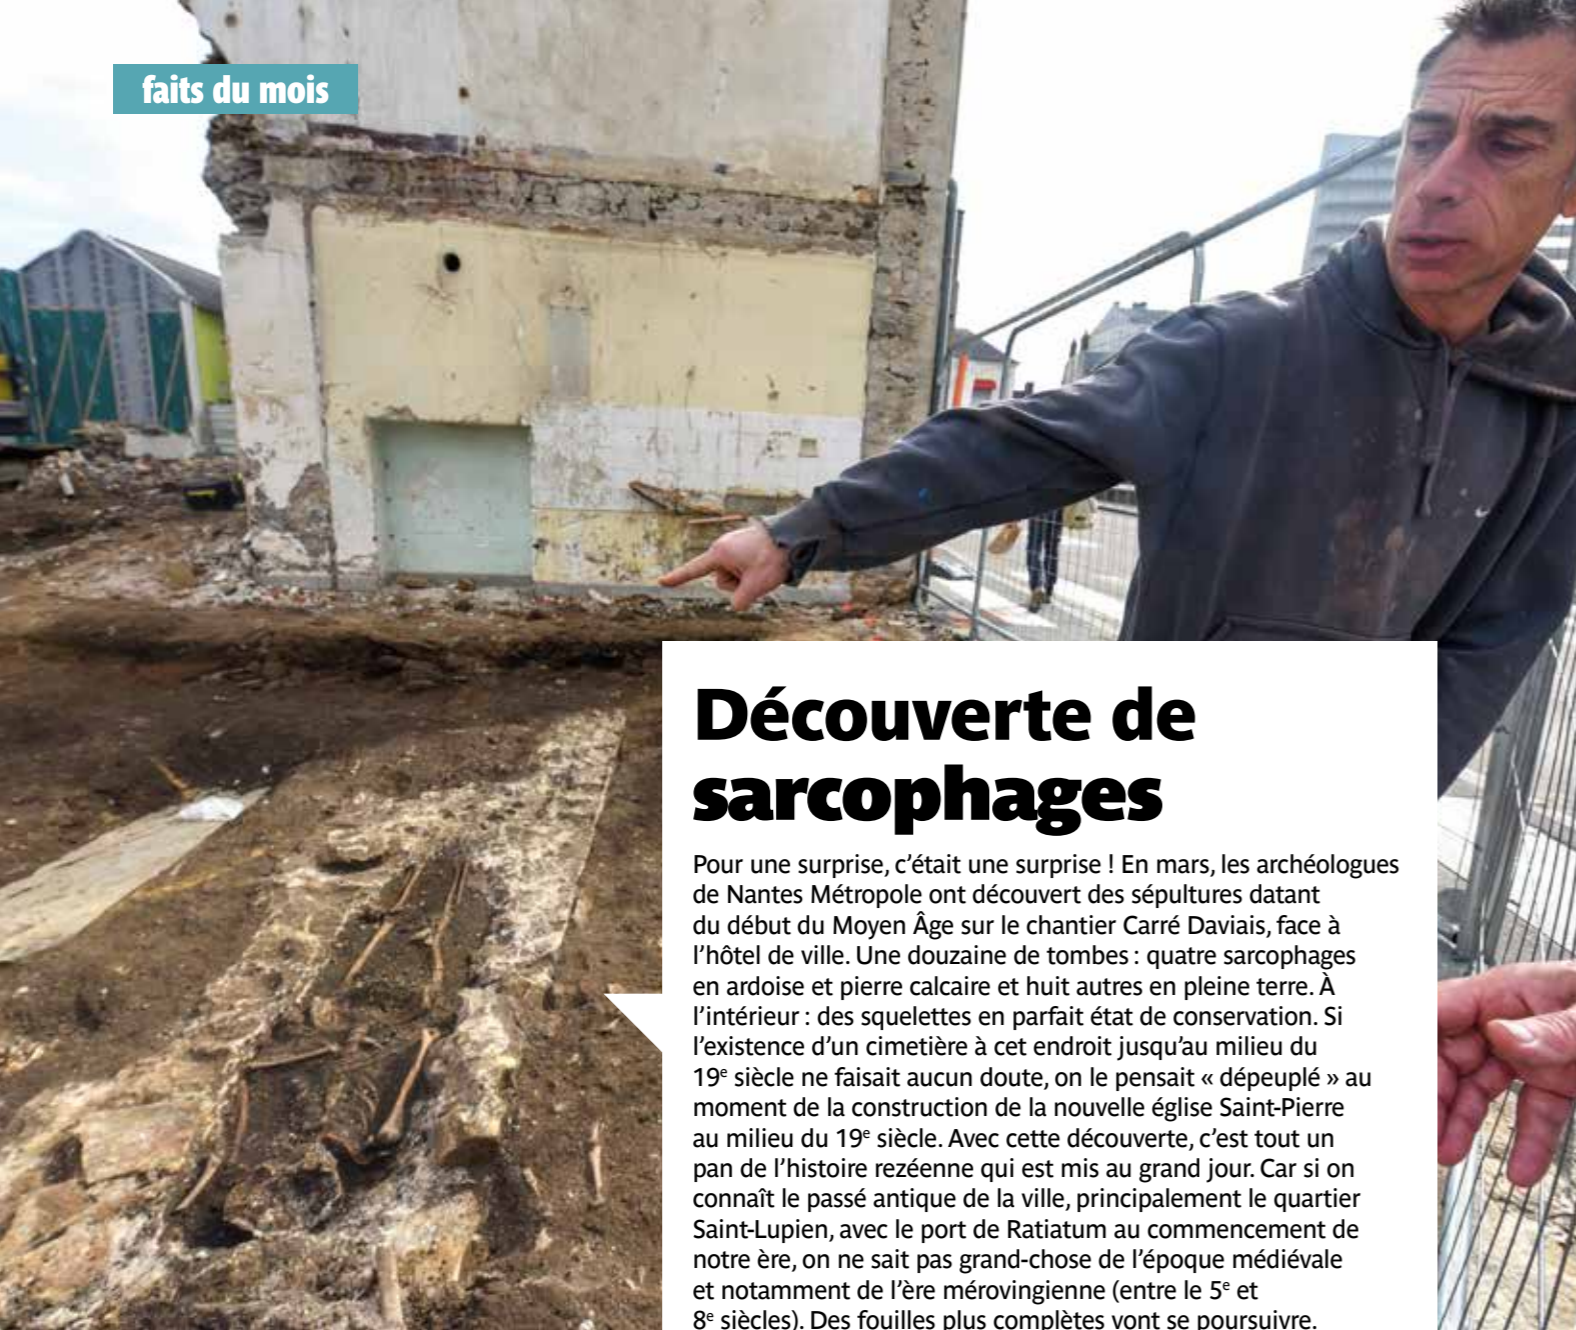 faits du mois
Découverte de
sarcophages
Pour une surprise, c’était une surprise ! En mars, les archéologues
de Nantes Métropole ont découvert des sépultures datant
du début du Moyen Âge sur le chantier Carré Daviais, face à
l’hôtel de ville. Une douzaine de tombes : quatre sarcophages
en ardoise et pierre calcaire et huit autres en pleine terre. À
l’intérieur : des squelettes en parfait état de conservation. Si
l’existence d’un cimetière à cet endroit jusqu’au milieu du
19e siècle ne faisait aucun doute, on le pensait « dépeuplé » au
moment de la construction de la nouvelle église Saint-Pierre
au milieu du 19e siècle. Avec cette découverte, c’est tout un
pan de l’histoire rezéenne qui est mis au grand jour. Car si on
connaît le passé antique de la ville, principalement le quartier
Saint-Lupien, avec le port de Ratiatum au commencement de
notre ère, on ne sait pas grand-chose de l’époque médiévale
et notamment de l’ère mérovingienne (entre le 5e et
8e siècles). Des fouilles plus complètes vont se poursuivre.